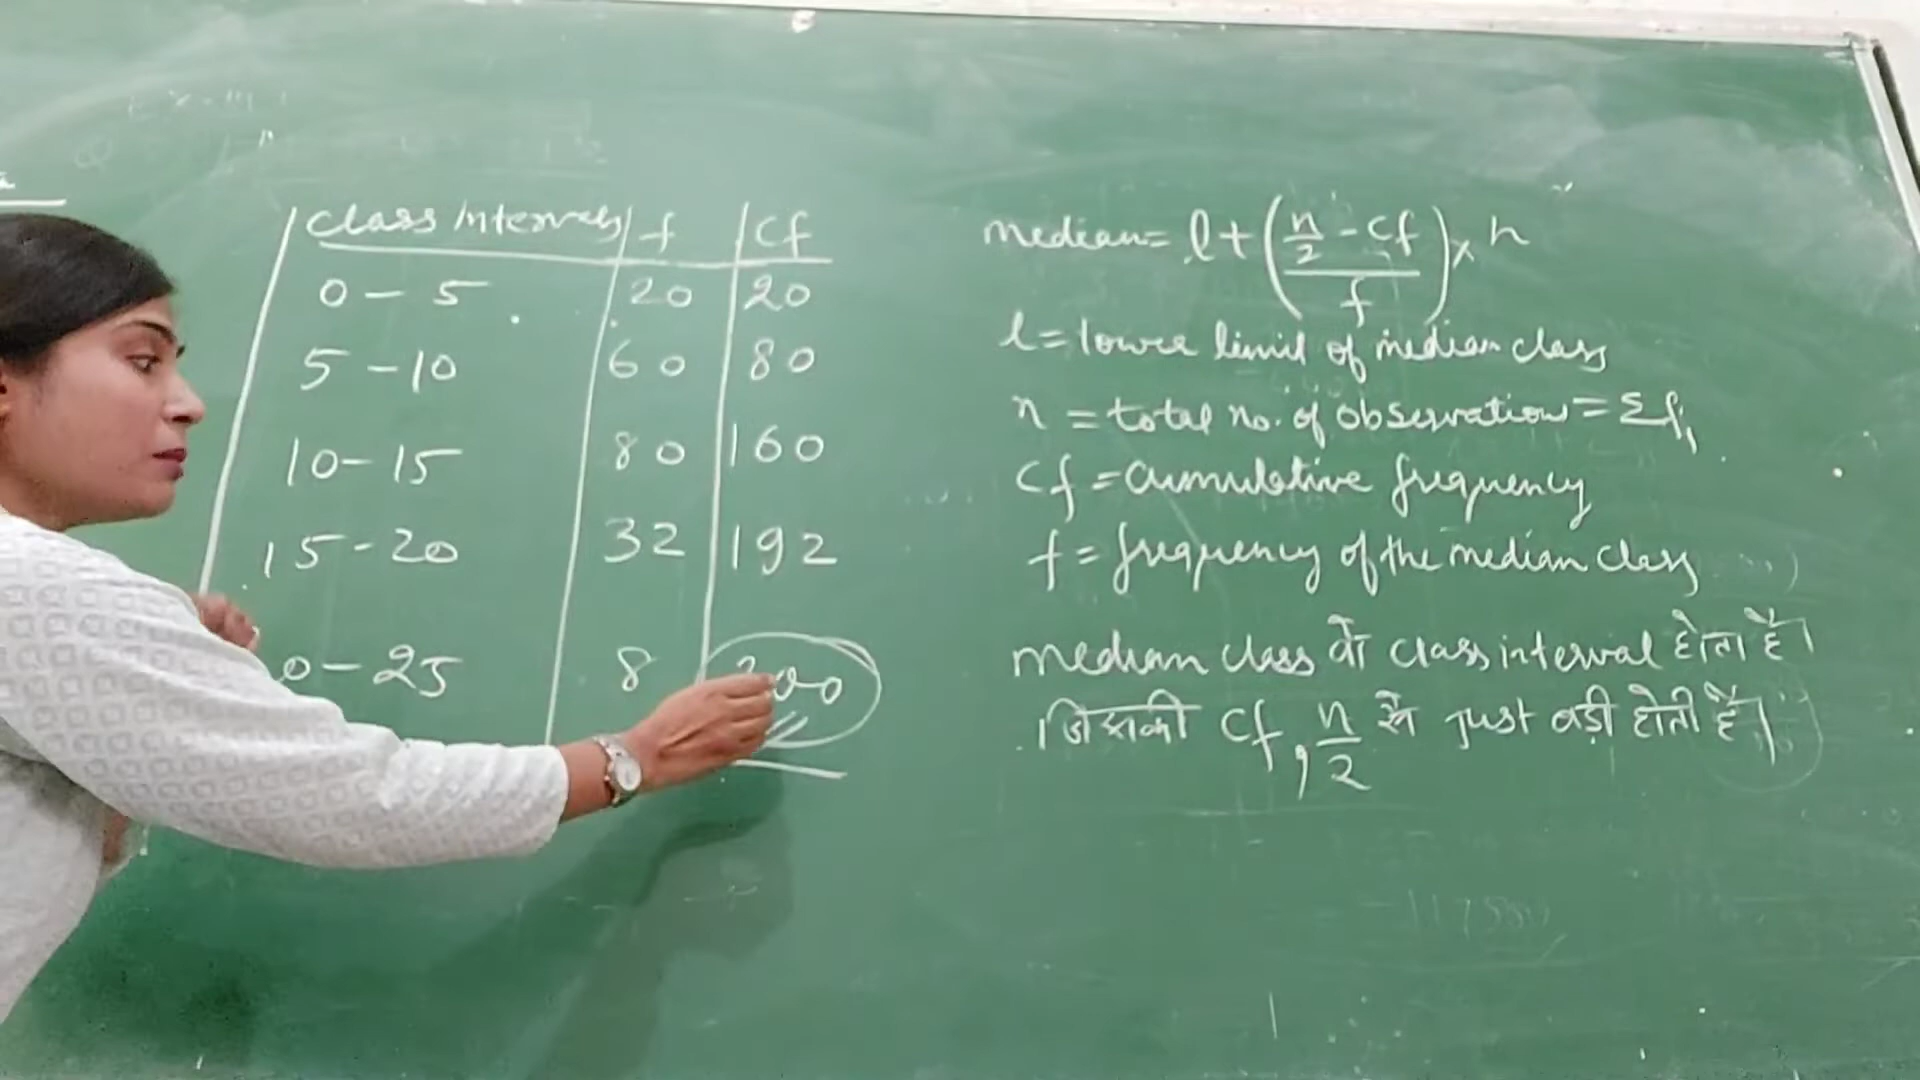 Class Intervals f Cf
0 - 5 20 20
5 - 10 60 80
10 - 15 80 160
15 - 20 32 192
0 - 25 8 200
median = l + ( (n/2 - cf) / f ) × h
l = lower limit of median class
n = total no. of observations = Σfi
Cf = Cumulative frequency
f = frequency of the median class
median class वो class interval होता है।
जिसकी cf, n/2 से just बड़ी होती है।